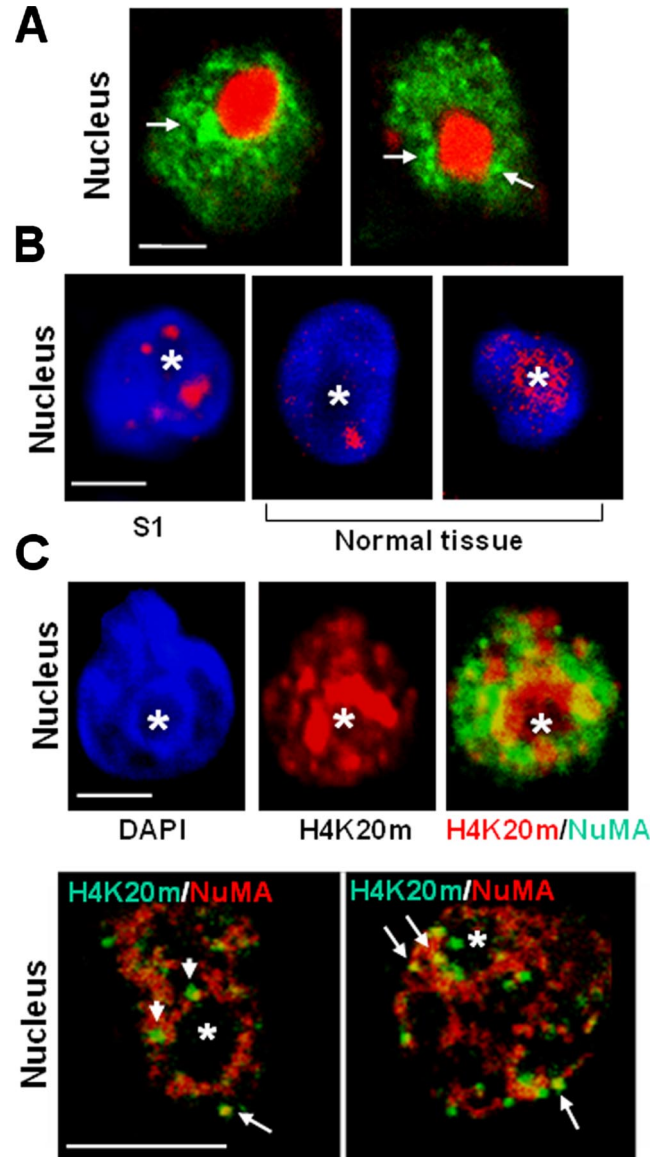 A
Nucleus
B
Nucleus
*
*
*
S1
Normal tissue
C
Nucleus
*
*
*
DAPI
H4K20m
H4K20m/NuMA
Nucleus
H4K20m/NuMA
*
H4K20m/NuMA
*